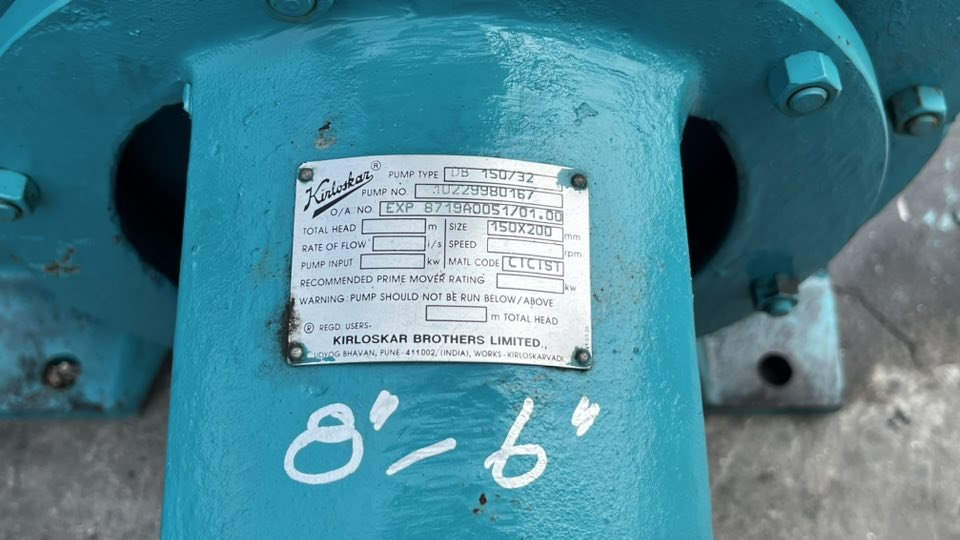 Kirloskar ®
PUMP TYPE DB 150/32
PUMP NO. 10229980167
O/A. NO. EXP 8719A0051/01.00
TOTAL HEAD m
SIZE 150X200 mm
RATE OF FLOW l/s
SPEED rpm
PUMP INPUT kw
MATL CODE CICIST
RECOMMENDED PRIME MOVER RATING kw
WARNING: PUMP SHOULD NOT BE RUN BELOW/ABOVE
m TOTAL HEAD
® REGD. USERS-
KIRLOSKAR BROTHERS LIMITED.,
UDYOG BHAVAN, PUNE-411002, (INDIA), WORKS-KIRLOSKARVADI
8" - 6"